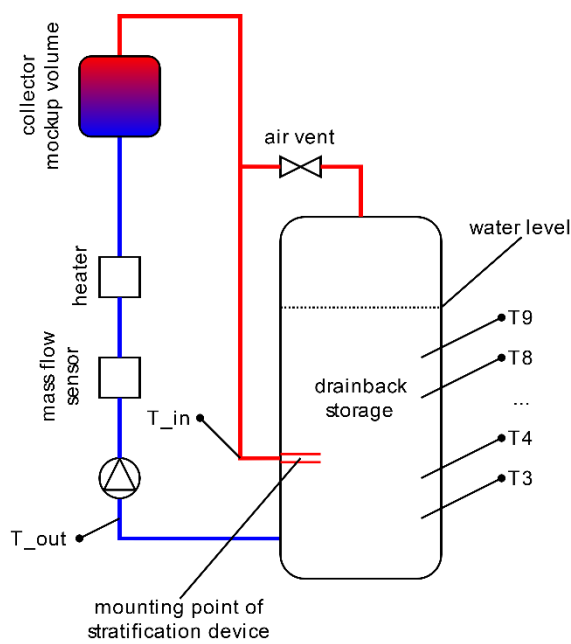 collector
mockup volume
air vent
water level
heater
T9
T8
drainback
storage
...
mass flow
sensor
T_in
T4
T3
T_out
mounting point of
stratification device